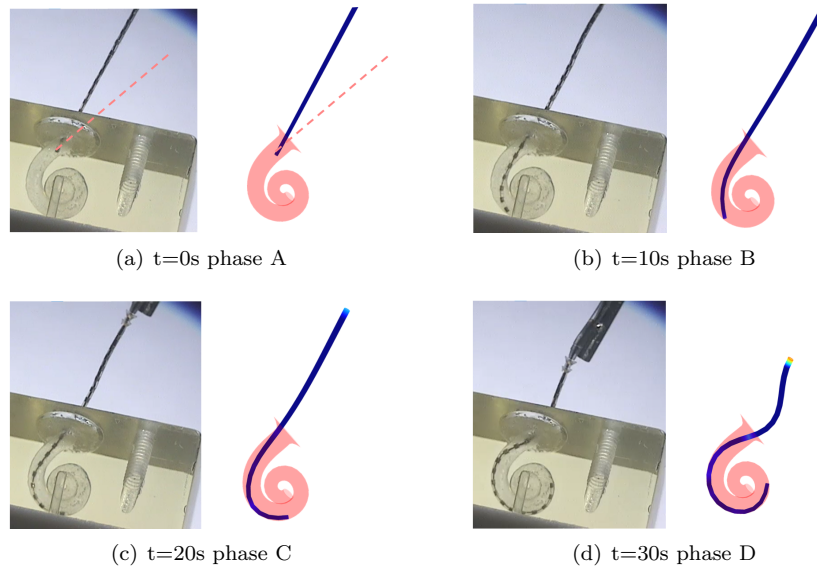 (a) t=0s phase A
(b) t=10s phase B
(c) t=20s phase C
(d) t=30s phase D